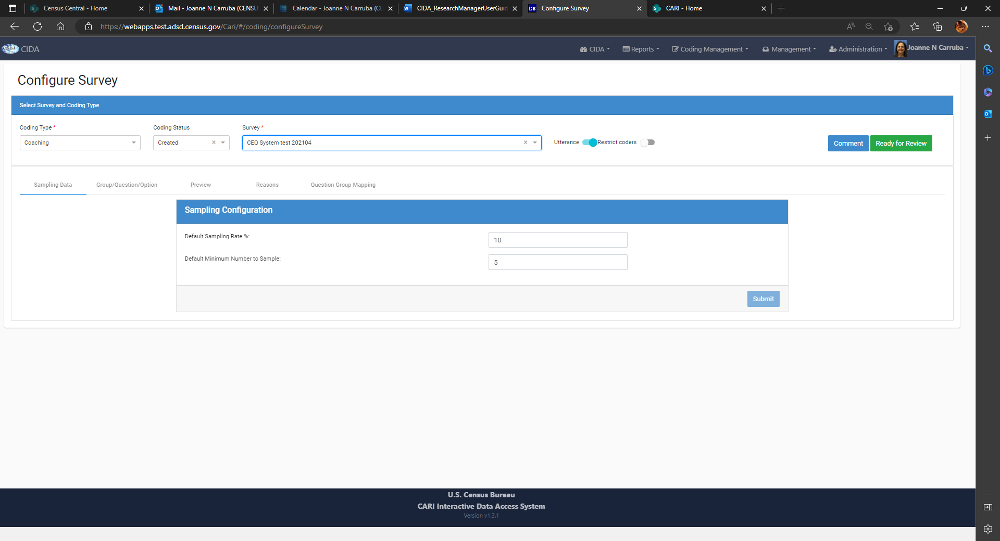 Census Central - Home
Mail - Joanne N Carruba (CENSU
Calendar - Joanne N Carruba (CE
CIDA_ResearchManagerUserGuid
CB Configure Survey
CARI - Home
https://webapps.test.adsd.census.gov/Cari/#/coding/configureSurvey
CARI CIDA
CIDA
Reports
Coding Management
Management
Administration
Joanne N Carruba
Configure Survey
Select Survey and Coding Type
Coding Type *
Coding Status
Survey *
Coaching
Created
CEQ System test 202104
Utterance
Restrict coders
Comment
Ready for Review
Sampling Data
Group/Question/Option
Preview
Reasons
Question Group Mapping
Sampling Configuration
Default Sampling Rate %:
10
Default Minimum Number to Sample:
5
Submit
U.S. Census Bureau
CARI Interactive Data Access System
Version v1.3.1